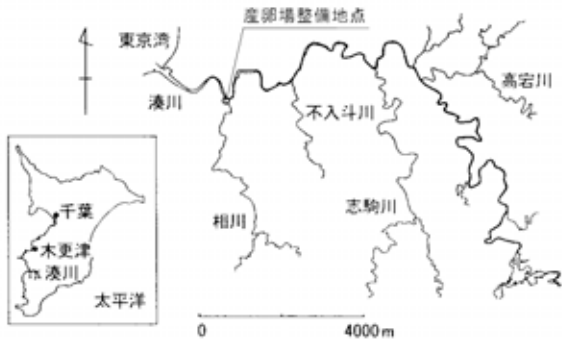 産卵場整備地点
東京湾
湊川
不入斗川
高宕川
相川
志駒川
千葉
木更津
湊川
太平洋
0 4000m